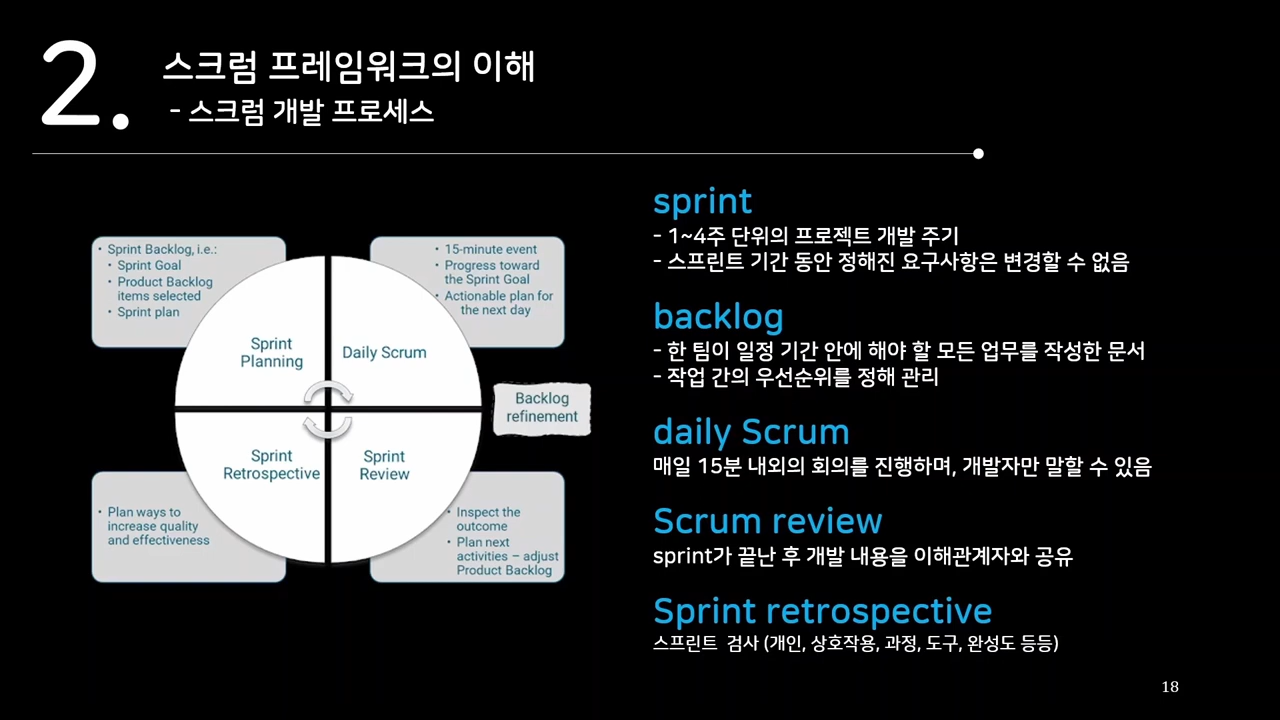 2.
스크럼 프레임워크의 이해
- 스크럼 개발 프로세스
• Sprint Backlog, i.e.:
• Sprint Goal
• Product Backlog
items selected
• Sprint plan
• 15-minute event
• Progress toward
the Sprint Goal
• Actionable plan for
the next day
Sprint
Planning
Daily Scrum
Backlog
refinement
Sprint
Retrospective
Sprint
Review
• Plan ways to
increase quality
and effectiveness
• Inspect the
outcome
• Plan next
activities – adjust
Product Backlog
sprint
- 1~4주 단위의 프로젝트 개발 주기
- 스프린트 기간 동안 정해진 요구사항은 변경할 수 없음
backlog
- 한 팀이 일정 기간 안에 해야 할 모든 업무를 작성한 문서
- 작업 간의 우선순위를 정해 관리
daily Scrum
매일 15분 내외의 회의를 진행하며, 개발자만 말할 수 있음
Scrum review
sprint가 끝난 후 개발 내용을 이해관계자와 공유
Sprint retrospective
스프린트 검사 (개인, 상호작용, 과정, 도구, 완성도 등등)
18